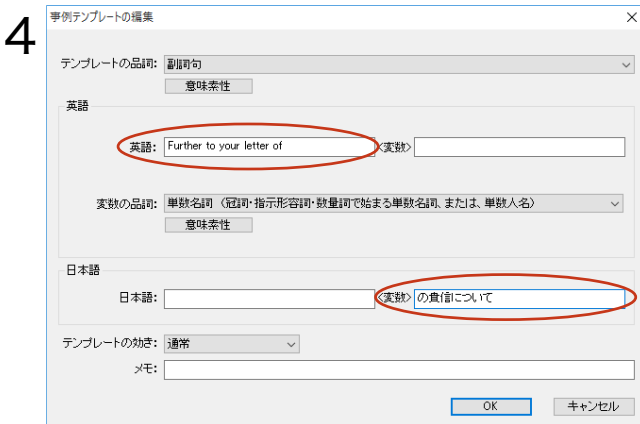 4
事例テンプレートの編集
テンプレートの品詞: 副詞句
意味素性
英語
英語: Further to your letter of <変数>
変数の品詞: 単数名詞（冠詞・指示形容詞・数量詞で始まる単数名詞、または、単数人名）
意味素性
日本語
日本語: <変数> の貴信について
テンプレートの効き: 通常
メモ:
OK キャンセル